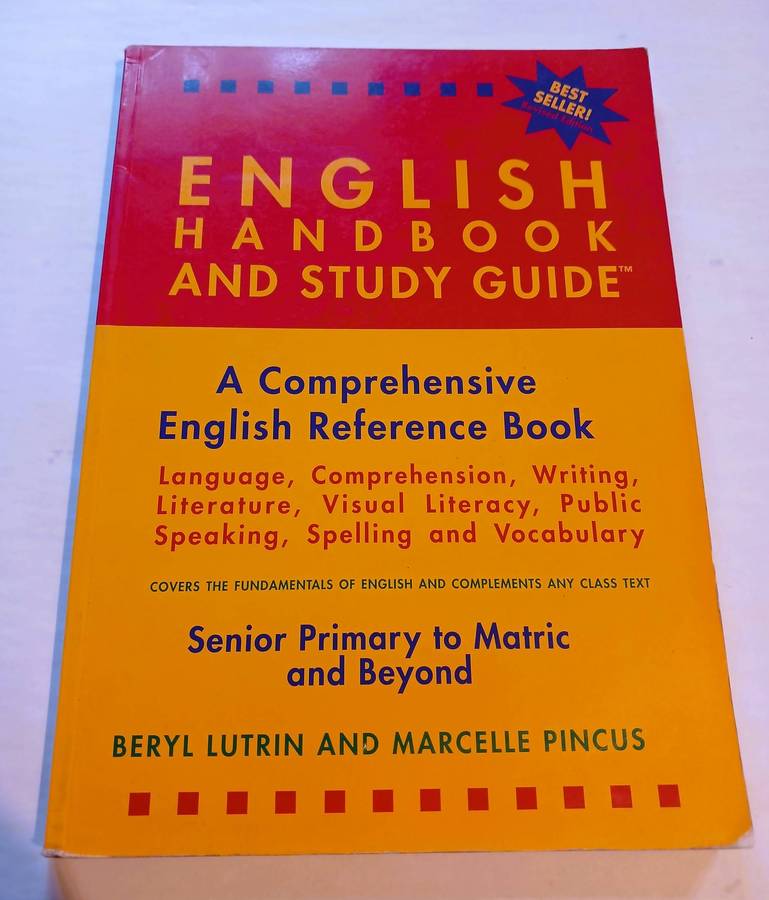 BEST
SELLER!
Revised Edition
ENGLISH
HANDBOOK
AND STUDY GUIDE™
A Comprehensive
English Reference Book
Language, Comprehension, Writing,
Literature, Visual Literacy, Public
Speaking, Spelling and Vocabulary
COVERS THE FUNDAMENTALS OF ENGLISH AND COMPLEMENTS ANY CLASS TEXT
Senior Primary to Matric
and Beyond
BERYL LUTRIN AND MARCELLE PINCUS